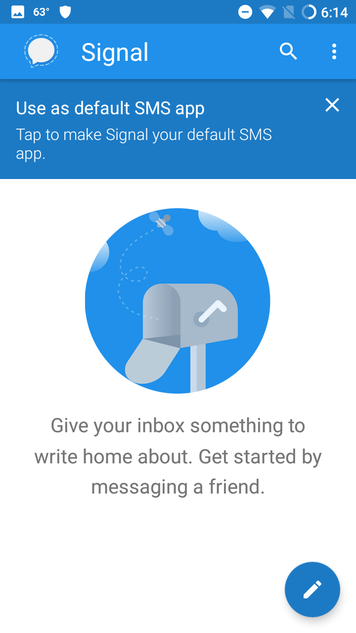 63° 6:14
Signal
Use as default SMS app
Tap to make Signal your default SMS
app.
Give your inbox something to
write home about. Get started by
messaging a friend.